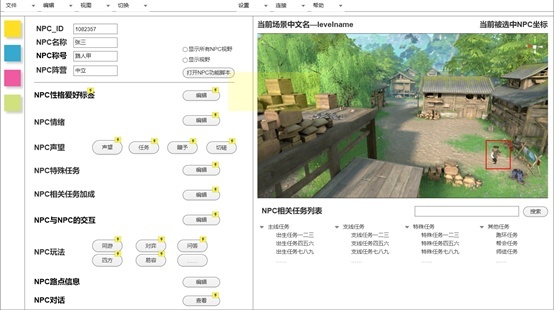 文件 编辑 视图 切换 设置 连接 帮助
NPC_ID 1082357
NPC名称 张三
NPC称号 路人甲
NPC阵营 中立
显示所有NPC视野
显示视野
打开NPC功能脚本
NPC性格爱好标签 编辑
NPC情绪 编辑
NPC声望 声望 任务 赠予 切磋
NPC特殊任务 编辑
NPC相关任务加成 编辑
NPC与NPC的交互 编辑
NPC玩法 同游 对弈 问答
四方 易容 ……
NPC路点信息 编辑
NPC对话 查看
当前场景中文名—levelname 当前被选中NPC坐标
NPC相关任务列表 搜索
主线任务 支线任务 特殊任务 其他任务
出生任务一二三 支线任务一二三 特殊任务一二三 跑环任务
出生任务四五六 支线任务四五六 特殊任务四五六 帮会任务
出生任务七八九 支线任务七八九 特殊任务七八九 师徒任务
…… …… …… ……